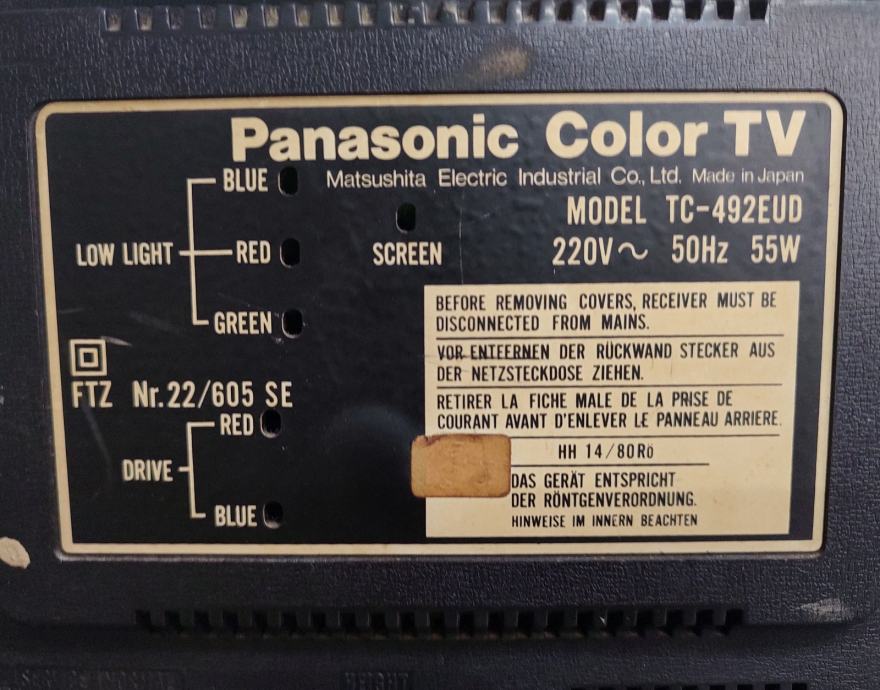 Panasonic Color TV
Matsushita Electric Industrial Co., Ltd. Made in Japan
MODEL TC-492EUD
220V~ 50Hz 55W
BLUE
LOW LIGHT
RED
GREEN
SCREEN
FTZ Nr.22/605 SE
RED
DRIVE
BLUE
BEFORE REMOVING COVERS, RECEIVER MUST BE
DISCONNECTED FROM MAINS.
VOR ENTFERNEN DER RÜCKWAND STECKER AUS
DER NETZSTECKDOSE ZIEHEN.
RETIRER LA FICHE MALE DE LA PRISE DE
COURANT AVANT D'ENLEVER LE PANNEAU ARRIERE.
HH 14/80Rö
DAS GERÄT ENTSPRICHT
DER RÖNTGENVERORDNUNG.
HINWEISE IM INNERN BEACHTEN
HEIGHT